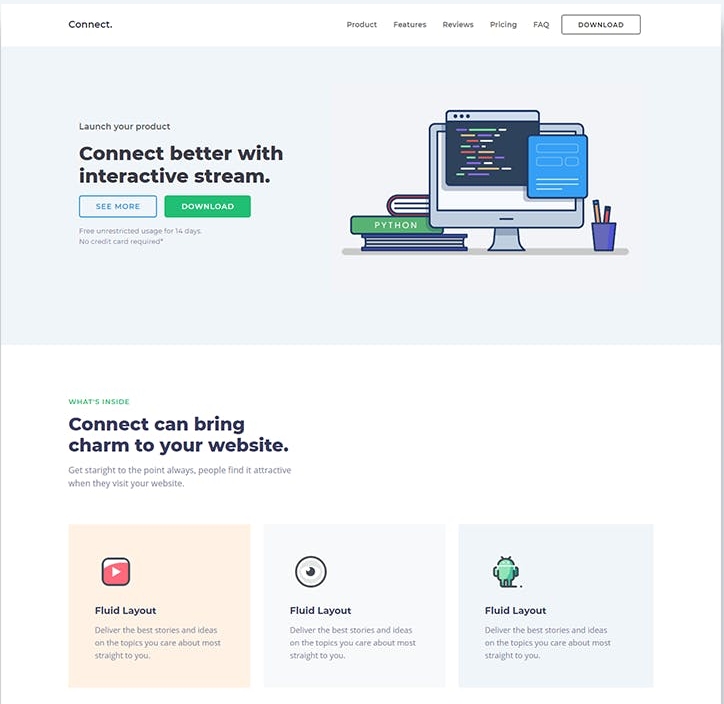 Connect.
Product Features Reviews Pricing FAQ DOWNLOAD
Launch your product
Connect better with
interactive stream.
SEE MORE DOWNLOAD
Free unrestricted usage for 14 days.
No credit card required*
PYTHON
WHAT'S INSIDE
Connect can bring
charm to your website.
Get staright to the point always, people find it attractive
when they visit your website.
Fluid Layout
Deliver the best stories and ideas
on the topics you care about most
straight to you.
Fluid Layout
Deliver the best stories and ideas
on the topics you care about most
straight to you.
Fluid Layout
Deliver the best stories and ideas
on the topics you care about most
straight to you.